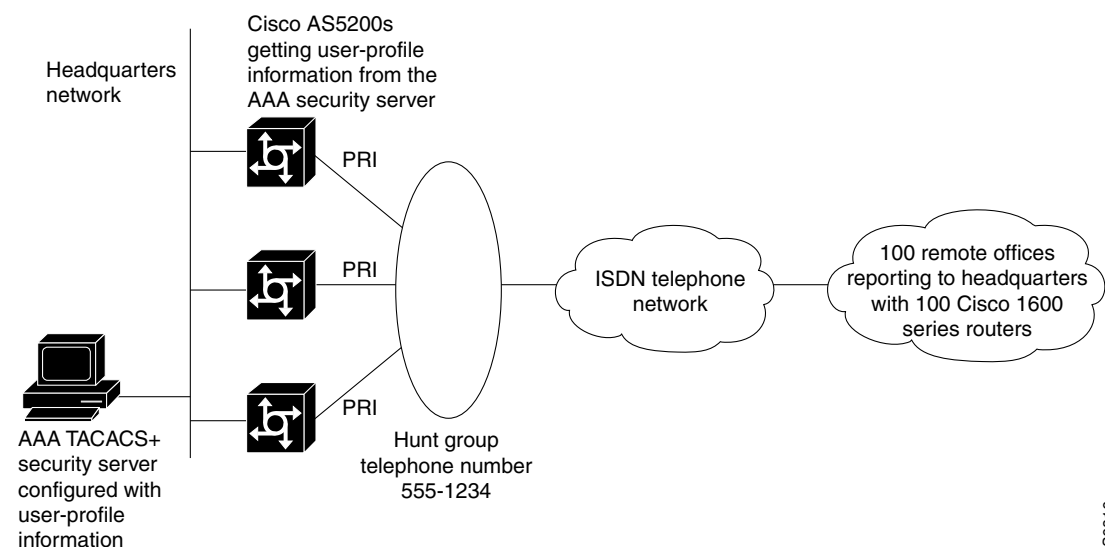 Cisco AS5200s
getting user-profile
information from the
AAA security server
Headquarters
network
PRI
PRI
PRI
ISDN telephone
network
100 remote offices
reporting to headquarters
with 100 Cisco 1600
series routers
Hunt group
telephone number
555-1234
AAA TACACS+
security server
configured with
user-profile
information